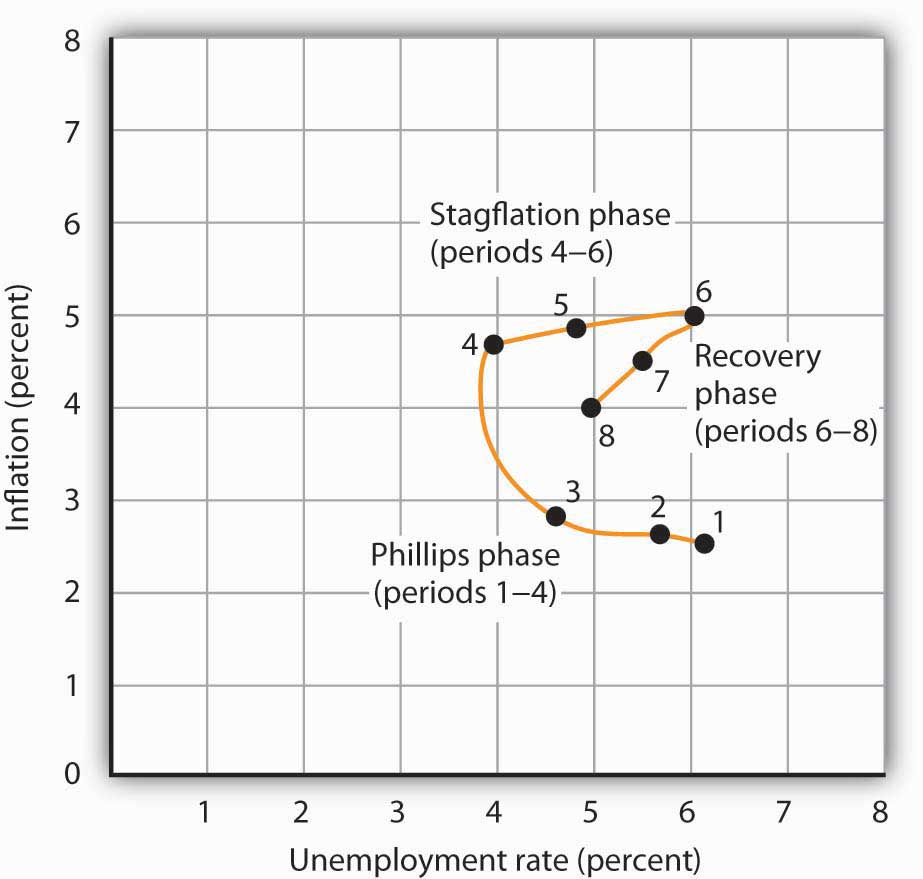 8
7
6
5
4
3
2
1
0
Inflation (percent)
Stagflation phase
(periods 4–6)
5
6
4
7
8
Recovery
phase
(periods 6–8)
3
2
1
Phillips phase
(periods 1–4)
1 2 3 4 5 6 7 8
Unemployment rate (percent)